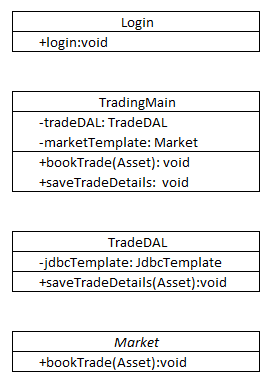 Login
+login:void
TradingMain
-tradeDAL: TradeDAL
-marketTemplate: Market
+bookTrade(Asset): void
+saveTradeDetails: void
TradeDAL
-jdbcTemplate: JdbcTemplate
+saveTradeDetails(Asset):void
Market
+bookTrade(Asset):void